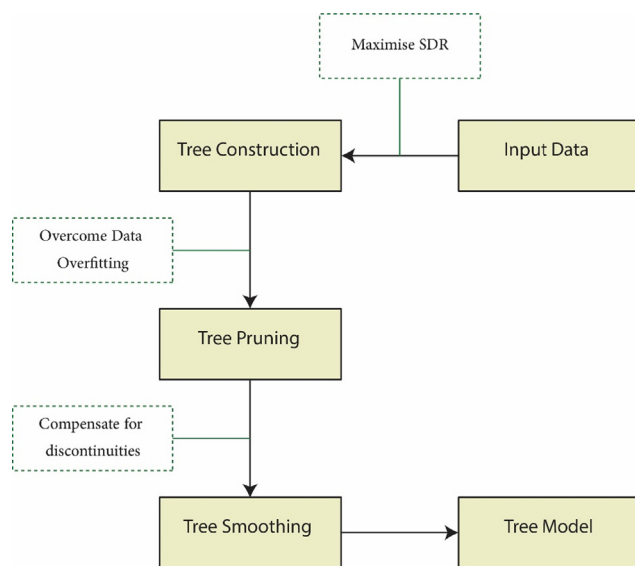 Maximise SDR
Tree Construction
Input Data
Overcome Data
Overfitting
Tree Pruning
Compensate for
discontinuities
Tree Smoothing
Tree Model